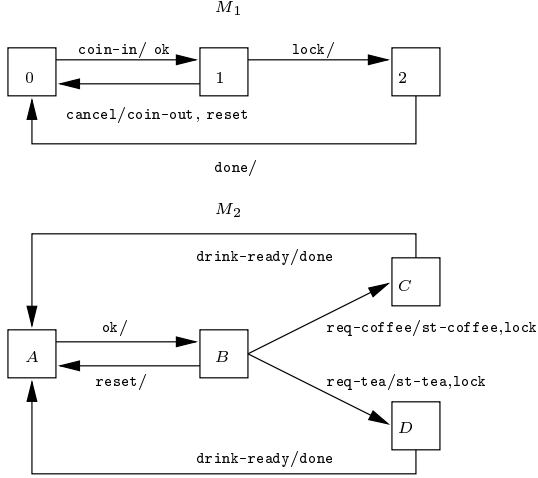 M1
coin-in/ ok
lock/
0
1
2
cancel/coin-out, reset
done/
M2
drink-ready/done
C
ok/
req-coffee/st-coffee,lock
A
B
reset/
req-tea/st-tea,lock
D
drink-ready/done